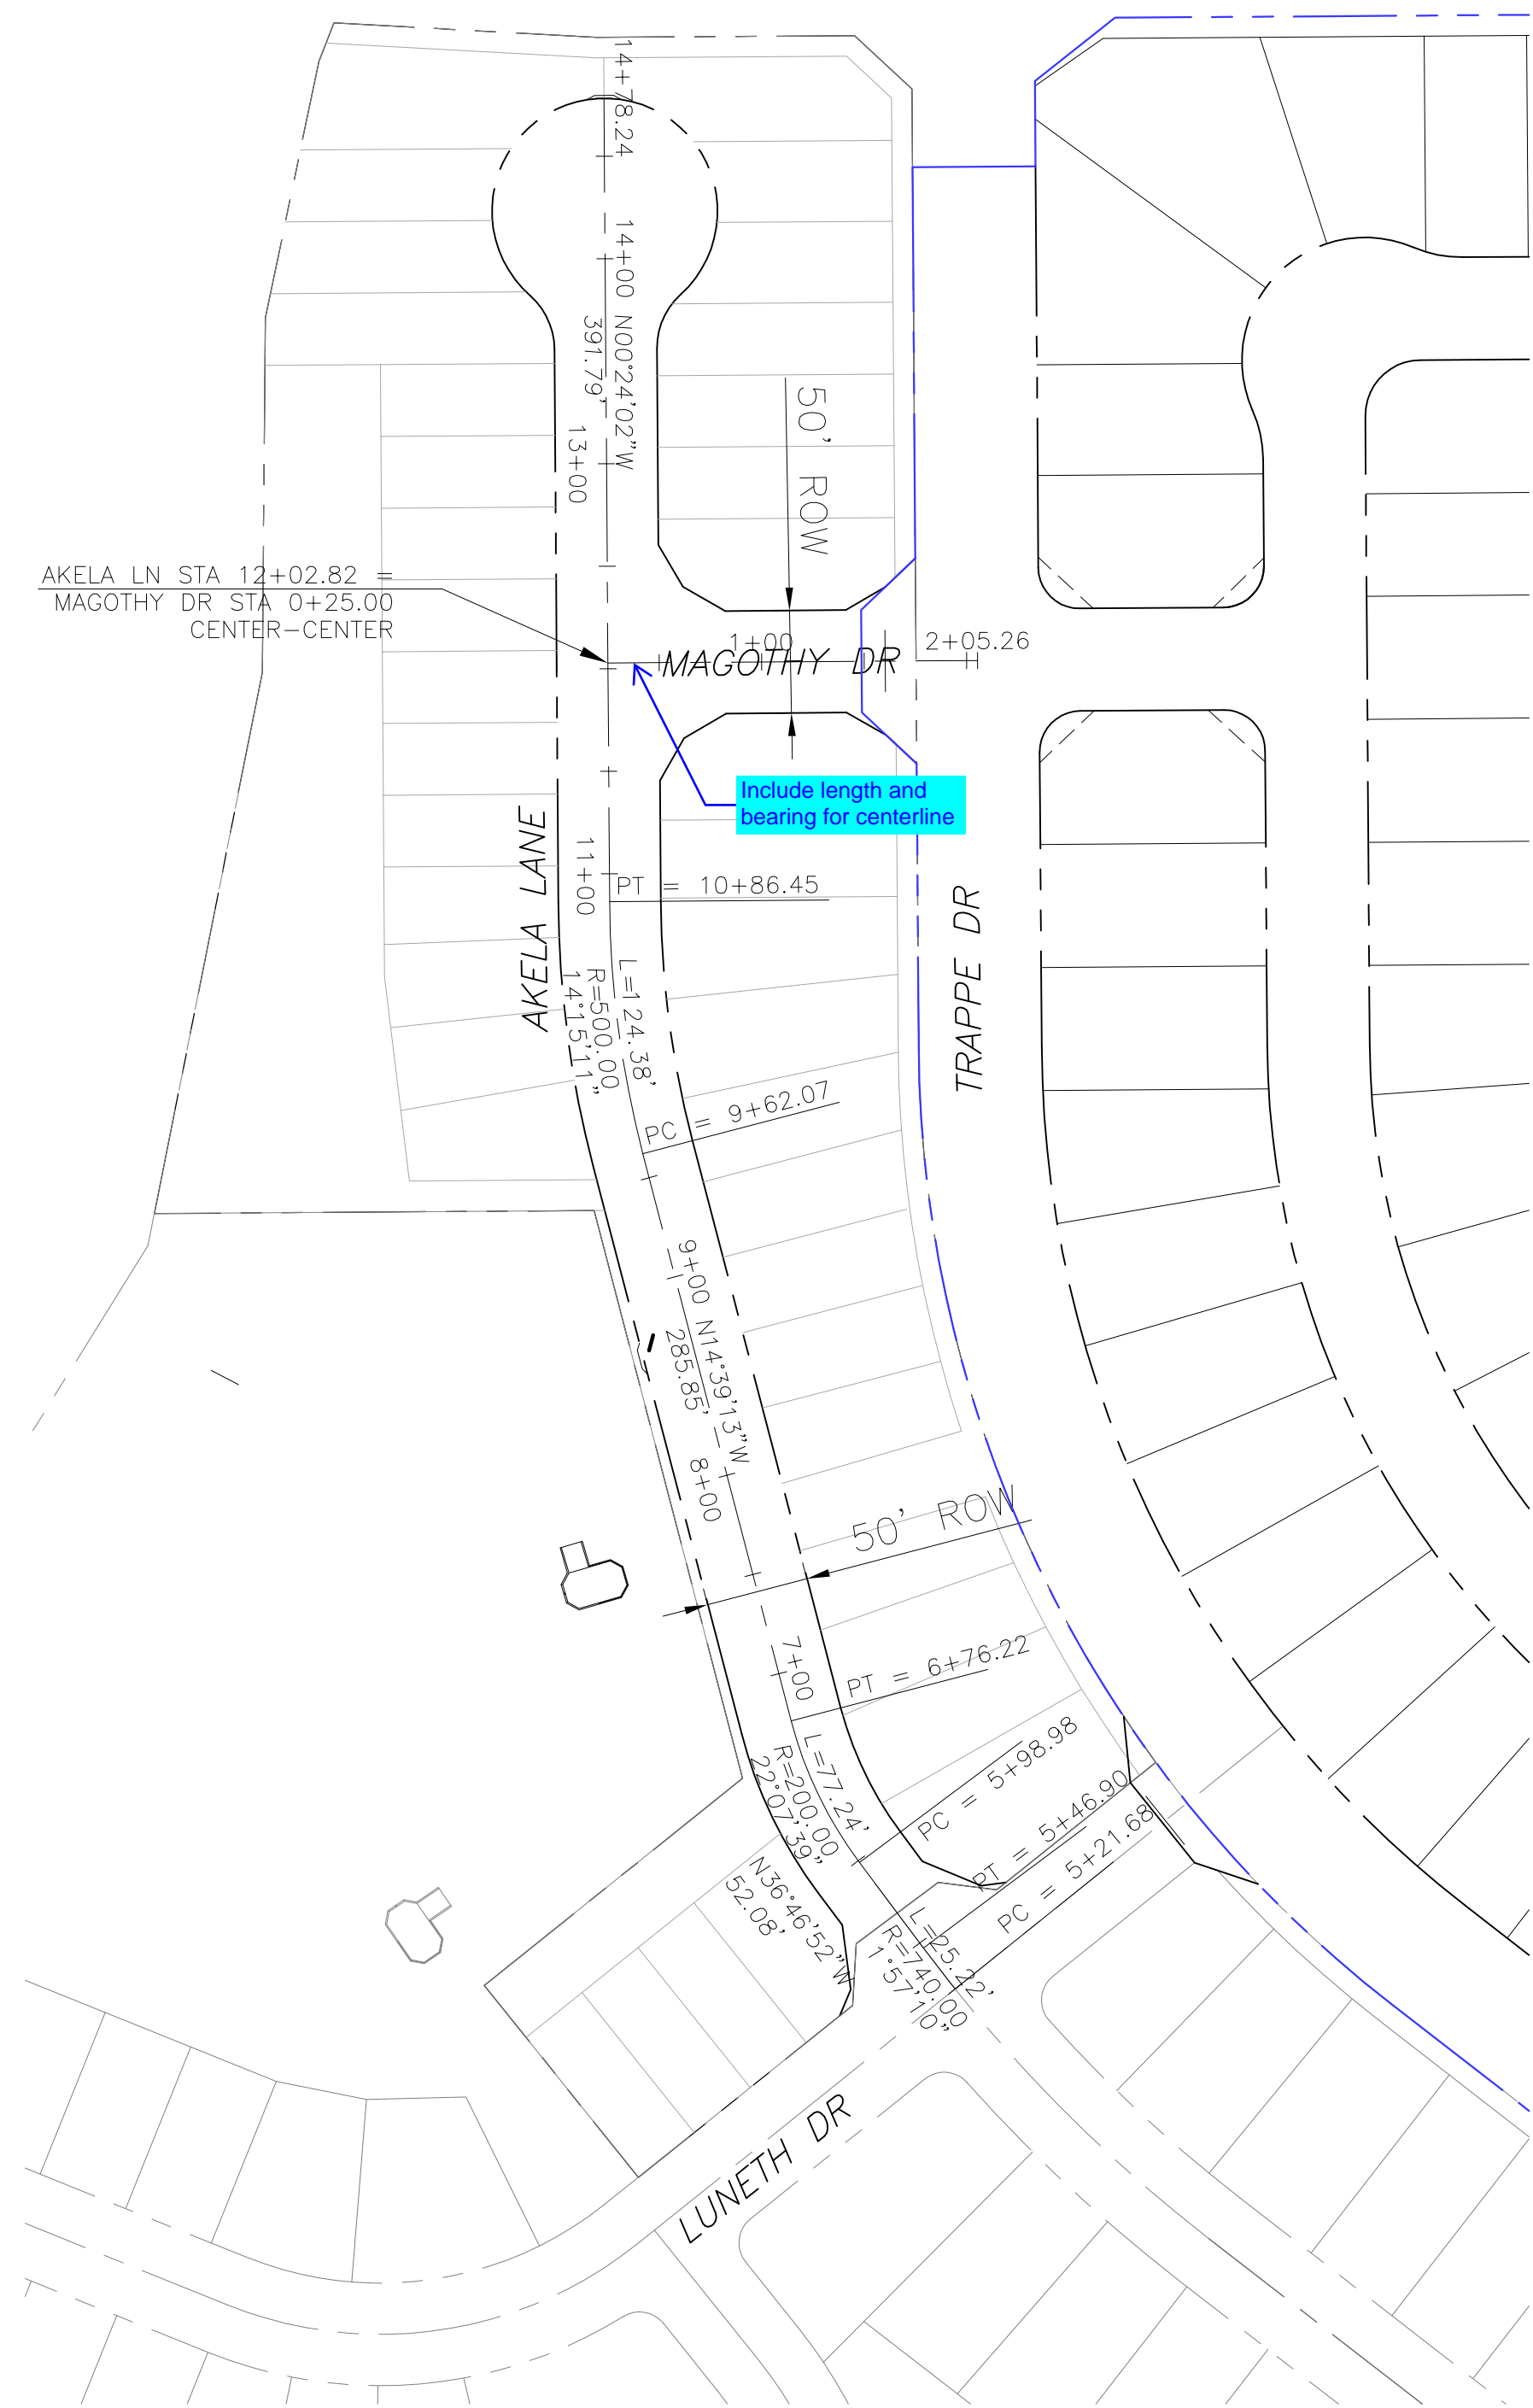 14+78.24
14+00 N00°24'02"W
391.79'
13+00
50' ROW
AKELA LN STA 12+02.82 =
MAGOTHY DR STA 0+25.00
CENTER-CENTER
1+00
2+05.26
MAGOTHY DR
Include length and
bearing for centerline
AKELA LANE
11+00
PT = 10+86.45
TRAPPE DR
L=124.38'
R=500.00
14°15'11"
PC = 9+62.07
9+00 N14°39'13"W
285.85'
8+00
50' ROW
7+00
PT = 6+76.22
L=77.24'
R=200.00
22°07'39"
PC = 5+98.98
PT = 5+46.90
PC = 5+21.68
N36°46'52"W
52.08'
L=25.22'
R=740.00
1°57'10"
LUNETH DR